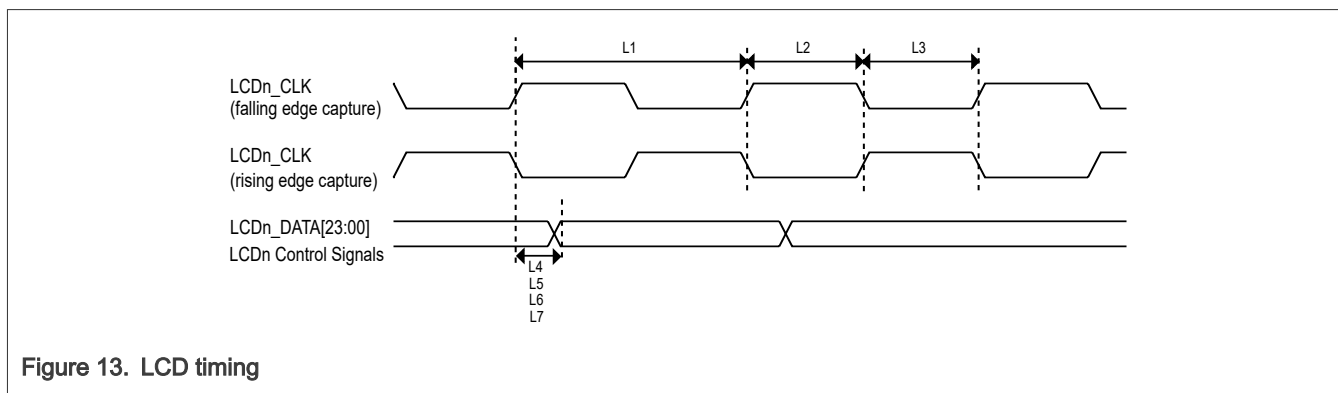 L1 L2 L3
LCDn_CLK
(falling edge capture)
LCDn_CLK
(rising edge capture)
LCDn_DATA[23:00]
LCDn Control Signals
L4
L5
L6
L7
Figure 13. LCD timing